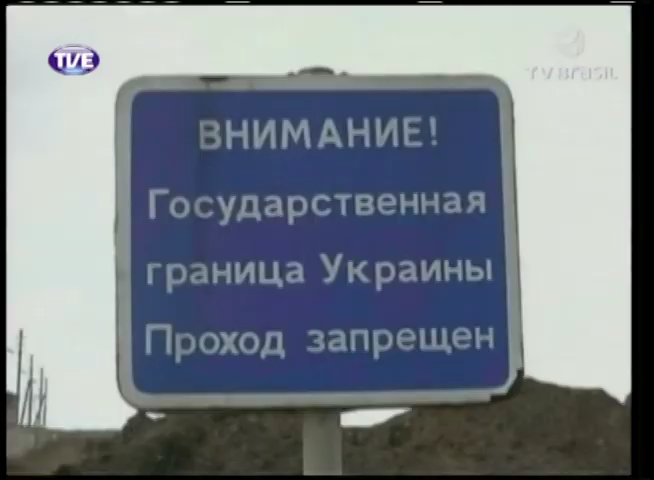 TVE
TV Brasil
ВНИМАНИЕ!
Государственная
граница Украины
Проход запрещен